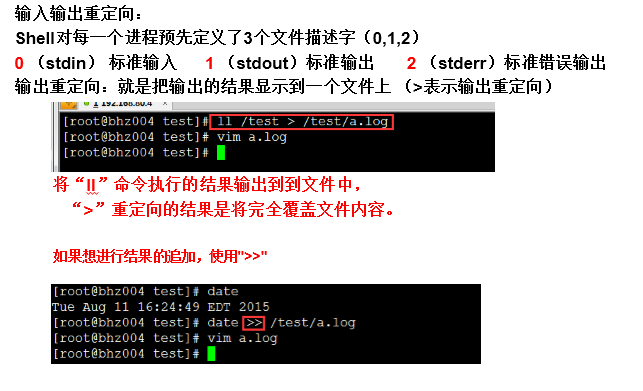 输入输出重定向：
Shell对每一个进程预先定义了3个文件描述字（0,1,2）
0 （stdin） 标准输入 1 （stdout）标准输出 2 （stderr）标准错误输出
输出重定向：就是把输出的结果显示到一个文件上 （>表示输出重定向）
1 192.168.80.4
[root@bhz004 test]# ll /test > /test/a.log
[root@bhz004 test]# vim a.log
[root@bhz004 test]#
将“ll”命令执行的结果输出到到文件中，
“>”重定向的结果是将完全覆盖文件内容。
如果想进行结果的追加，使用">>"
[root@bhz004 test]# date
Tue Aug 11 16:24:49 EDT 2015
[root@bhz004 test]# date >> /test/a.log
[root@bhz004 test]# vim a.log
[root@bhz004 test]#